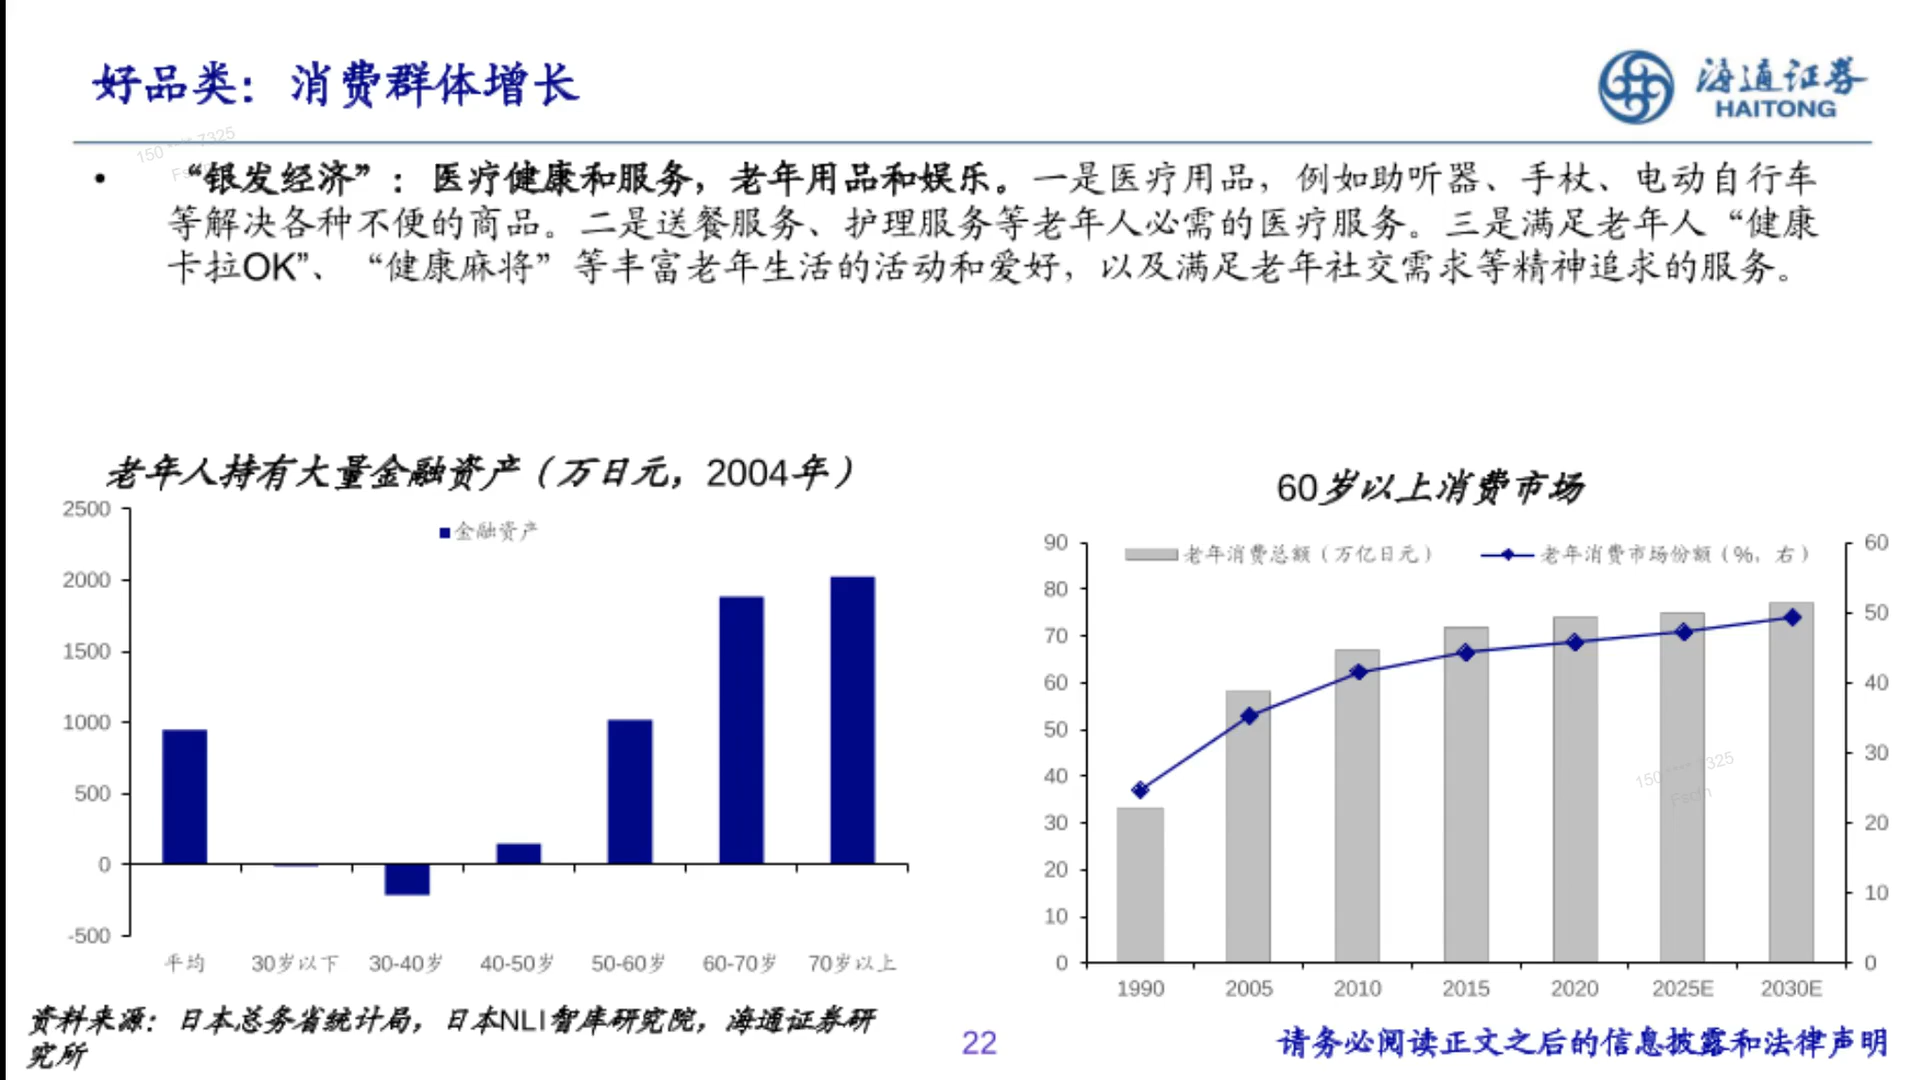 好品类：消费群体增长
海通证券
HAITONG
150 **** 7325
• “银发经济”：医疗健康和服务，老年用品和娱乐。一是医疗用品，例如助听器、手杖、电动自行车
等解决各种不便的商品。二是送餐服务、护理服务等老年人必需的医疗服务。三是满足老年人“健康
卡拉OK”、“健康麻将”等丰富老年生活的活动和爱好，以及满足老年社交需求等精神追求的服务。
老年人持有大量金融资产（万日元，2004年）
金融资产
2500
2000
1500
1000
500
0
-500
平均 30岁以下 30-40岁 40-50岁 50-60岁 60-70岁 70岁以上
60岁以上消费市场
老年消费总额（万亿日元） 老年消费市场份额（%，右）
90 60
80
70 50
60 40
50
40 30
30 20
20
10 10
0 0
150 **** 7325
1990 2005 2010 2015 2020 2025E 2030E
资料来源：日本总务省统计局，日本NLI智库研究院，海通证券研
究所
22
请务必阅读正文之后的信息披露和法律声明